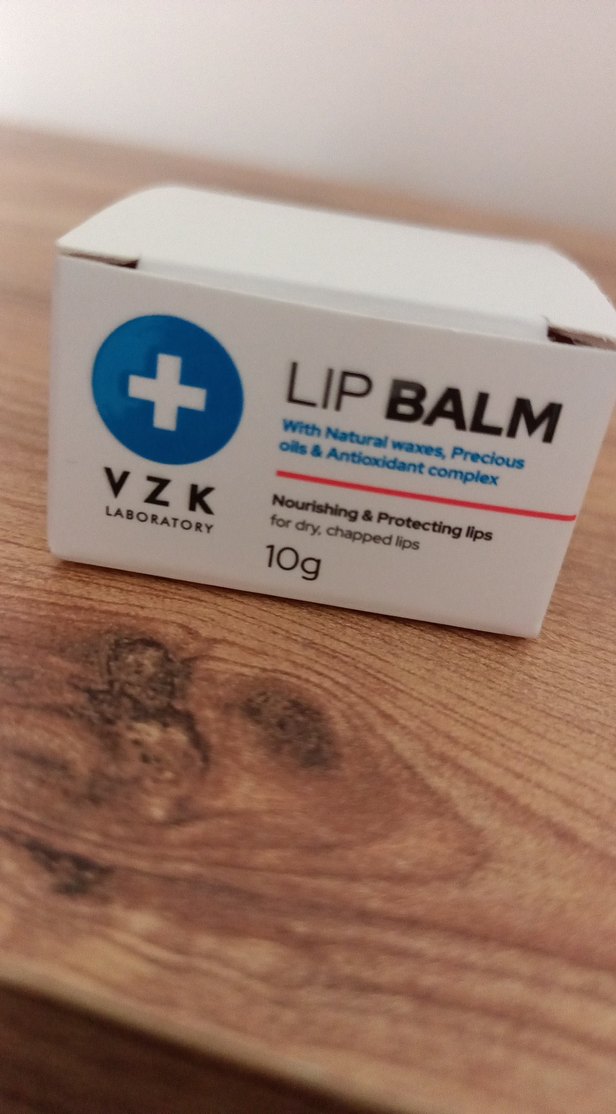 VZK
LABORATORY
LIP BALM
With Natural waxes, Precious
oils & Antioxidant complex
Nourishing & Protecting lips
for dry, chapped lips
10g